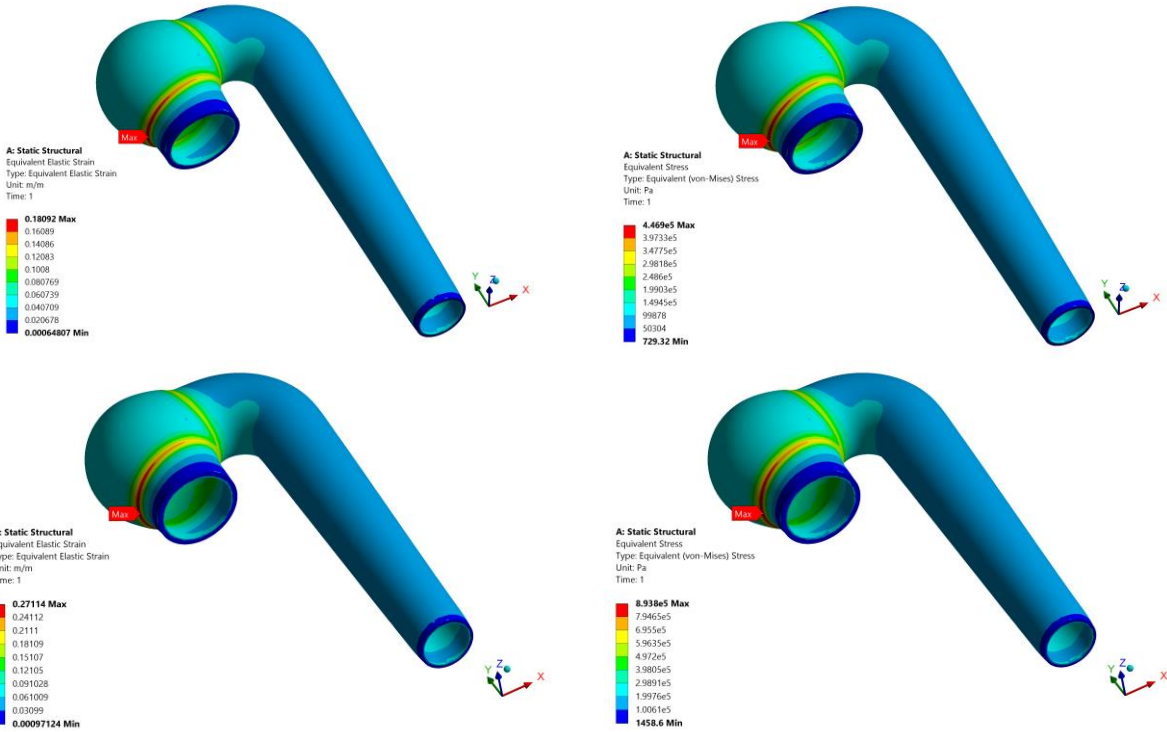 Max
A: Static Structural
Equivalent Elastic Strain
Type: Equivalent Elastic Strain
Unit: m/m
Time: 1
0.18092 Max
0.16089
0.14086
0.12083
0.1008
0.080769
0.060739
0.040709
0.020678
0.00064807 Min
Y
Z
X
Max
A: Static Structural
Equivalent Stress
Type: Equivalent (von-Mises) Stress
Unit: Pa
Time: 1
4.469e5 Max
3.9733e5
3.4775e5
2.9818e5
2.486e5
1.9903e5
1.4945e5
99878
50304
729.32 Min
Y
Z
X
Max
: Static Structural
quivalent Elastic Strain
ype: Equivalent Elastic Strain
nit: m/m
me: 1
0.27114 Max
0.24112
0.2111
0.18109
0.15107
0.12105
0.091028
0.061009
0.03099
0.00097124 Min
Y
Z
X
Max
A: Static Structural
Equivalent Stress
Type: Equivalent (von-Mises) Stress
Unit: Pa
Time: 1
8.938e5 Max
7.9465e5
6.955e5
5.9635e5
4.972e5
3.9805e5
2.9891e5
1.9976e5
1.0061e5
1458.6 Min
Y
Z
X